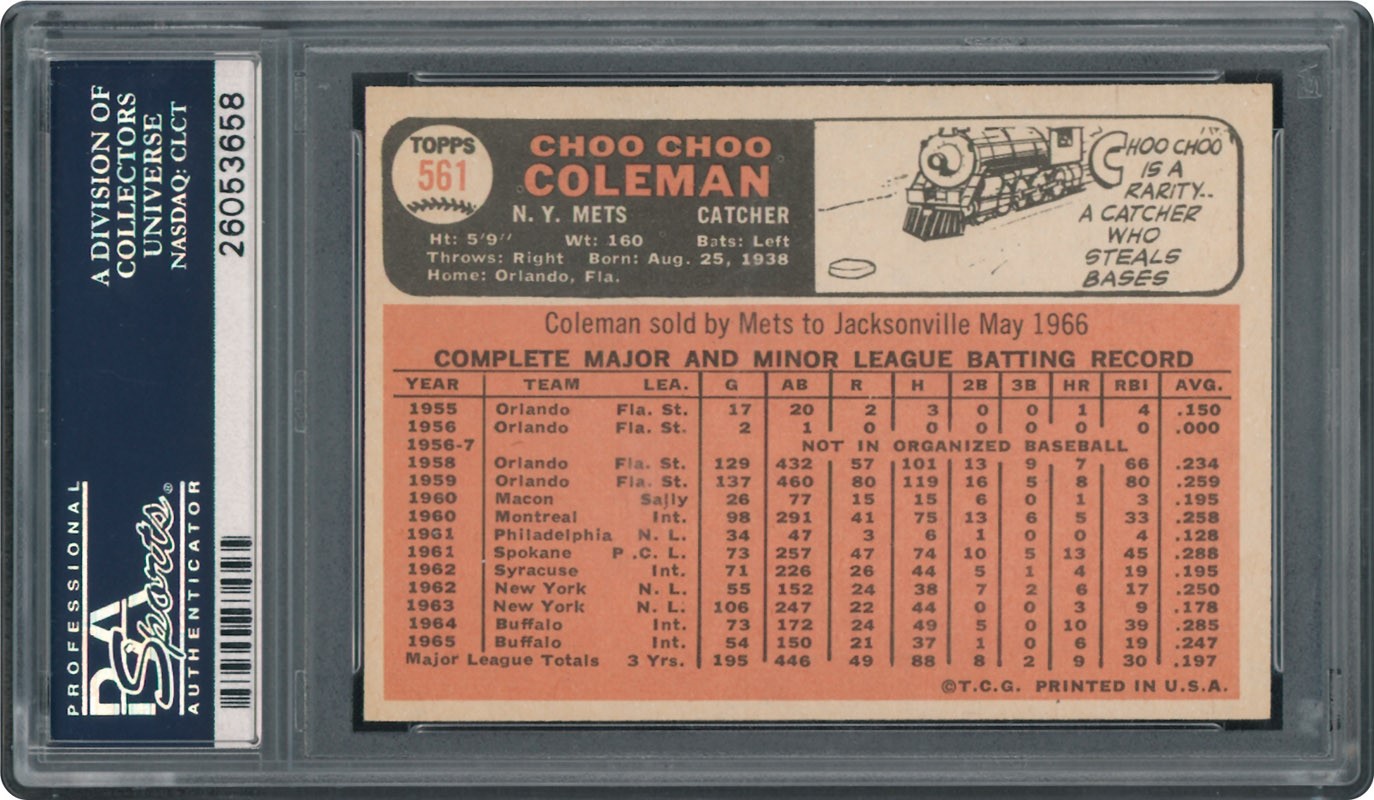 A DIVISION OF
COLLECTORS
UNIVERSE
NASDAQ: CLCT
26053658
PROFESSIONAL
PSA
Sports®
AUTHENTICATOR
TOPPS
561
CHOO CHOO
COLEMAN
N. Y. METS CATCHER
Ht: 5'9" Wt: 160 Bats: Left
Throws: Right Born: Aug. 25, 1938
Home: Orlando, Fla.
CHOO CHOO
IS A
RARITY..
A CATCHER
WHO
STEALS
BASES
Coleman sold by Mets to Jacksonville May 1966
COMPLETE MAJOR AND MINOR LEAGUE BATTING RECORD
YEAR TEAM LEA. G AB R H 2B 3B HR RBI AVG.
1955 Orlando Fla. St. 17 20 2 3 0 0 1 4 .150
1956 Orlando Fla. St. 2 1 0 0 0 0 0 0 .000
1956-7 NOT IN ORGANIZED BASEBALL
1958 Orlando Fla. St. 129 432 57 101 13 9 7 66 .234
1959 Orlando Fla. St. 137 460 80 119 16 5 8 80 .259
1960 Macon Sally 26 77 15 15 6 0 1 3 .195
1960 Montreal Int. 98 291 41 75 13 6 5 33 .258
1961 Philadelphia N. L. 34 47 3 6 1 0 0 4 .128
1961 Spokane P.C. L. 73 257 47 74 10 5 13 45 .288
1962 Syracuse Int. 71 226 26 44 5 1 4 19 .195
1962 New York N. L. 55 152 24 38 7 2 6 17 .250
1963 New York N. L. 106 247 22 44 0 0 3 9 .178
1964 Buffalo Int. 73 172 24 49 5 0 10 39 .285
1965 Buffalo Int. 54 150 21 37 1 0 6 19 .247
Major League Totals 3 Yrs. 195 446 49 88 8 2 9 30 .197
©T.C.G. PRINTED IN U.S.A.